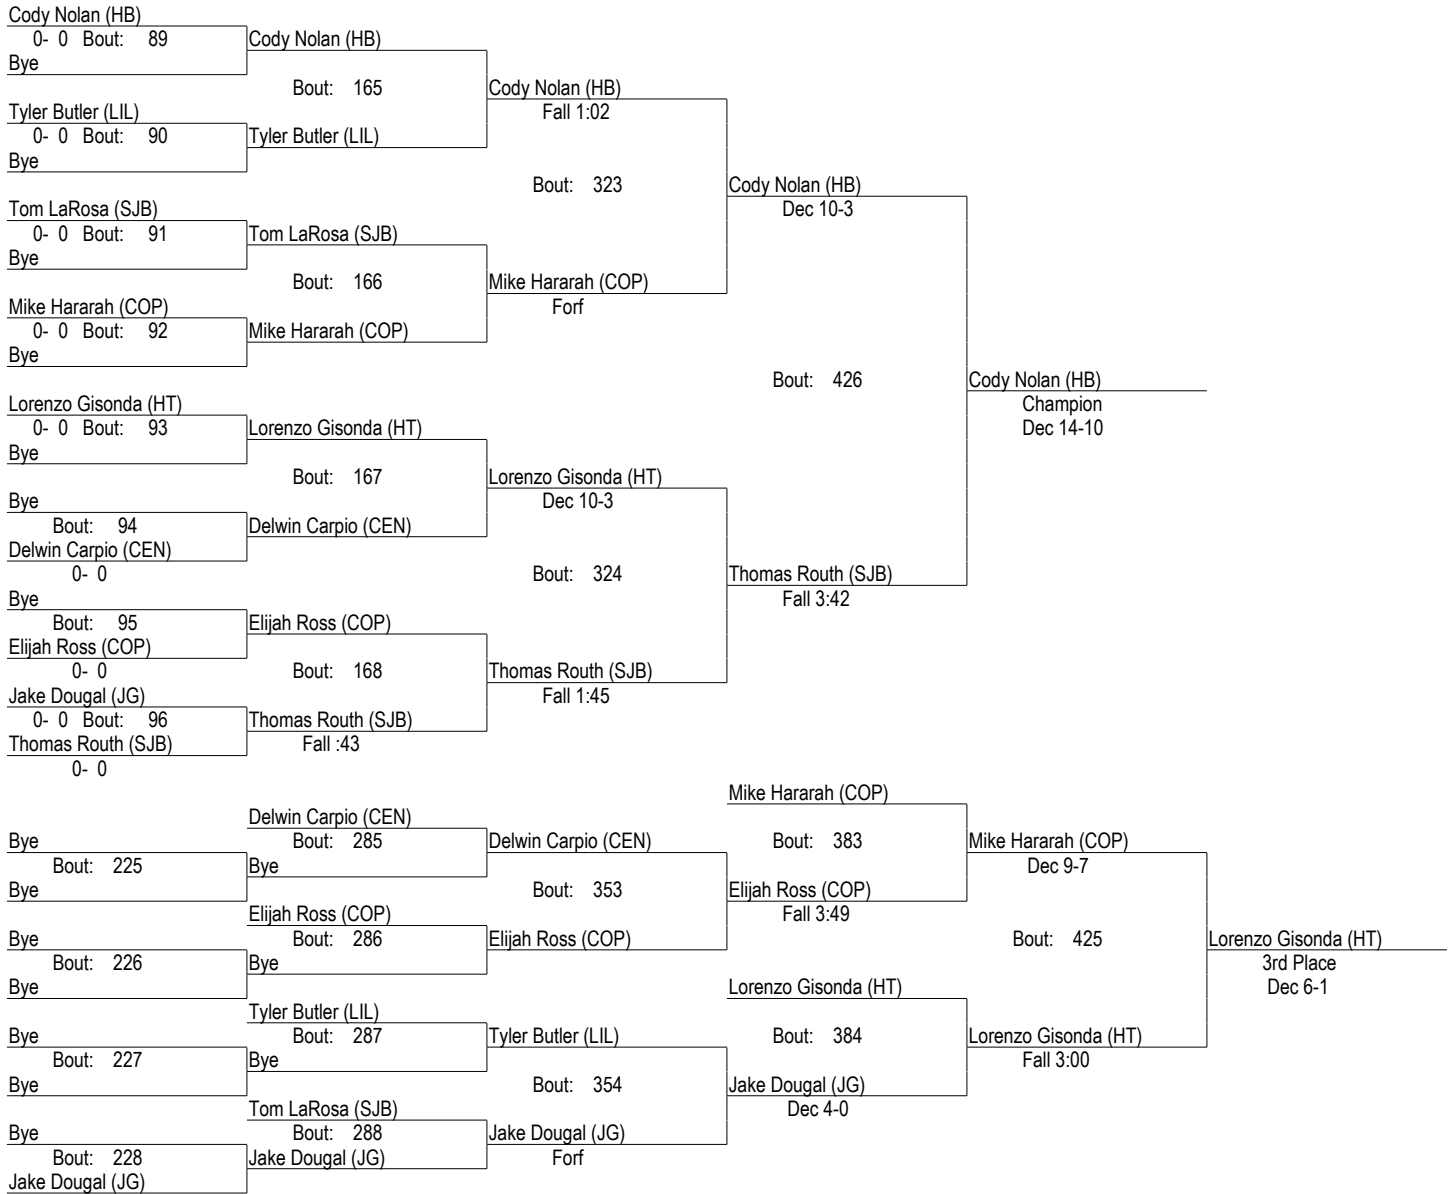 Cody Nolan (HB)
0- 0 Bout: 89
Cody Nolan (HB)
Bye
Bout: 165
Cody Nolan (HB)
Tyler Butler (LIL)
Fall 1:02
0- 0 Bout: 90
Tyler Butler (LIL)
Bye
Bout: 323
Cody Nolan (HB)
Tom LaRosa (SJB)
Dec 10-3
0- 0 Bout: 91
Tom LaRosa (SJB)
Bye
Bout: 166
Mike Hararah (COP)
Mike Hararah (COP)
Forf
0- 0 Bout: 92
Mike Hararah (COP)
Bye
Bout: 426
Cody Nolan (HB)
Lorenzo Gisonda (HT)
Champion
0- 0 Bout: 93
Lorenzo Gisonda (HT)
Dec 14-10
Bye
Bout: 167
Lorenzo Gisonda (HT)
Bye
Dec 10-3
Bout: 94
Delwin Carpio (CEN)
Delwin Carpio (CEN)
0- 0
Bout: 324
Thomas Routh (SJB)
Bye
Fall 3:42
Bout: 95
Elijah Ross (COP)
Elijah Ross (COP)
0- 0
Bout: 168
Thomas Routh (SJB)
Jake Dougal (JG)
Fall 1:45
0- 0 Bout: 96
Thomas Routh (SJB)
Thomas Routh (SJB)
Fall :43
0- 0
Mike Hararah (COP)
Delwin Carpio (CEN)
Bye
Bout: 285
Delwin Carpio (CEN)
Bout: 383
Mike Hararah (COP)
Bout: 225
Bye
Dec 9-7
Bye
Bout: 353
Elijah Ross (COP)
Elijah Ross (COP)
Fall 3:49
Bye
Bout: 286
Elijah Ross (COP)
Bout: 425
Lorenzo Gisonda (HT)
Bout: 226
Bye
3rd Place
Bye
Lorenzo Gisonda (HT)
Dec 6-1
Tyler Butler (LIL)
Bye
Bout: 287
Tyler Butler (LIL)
Bout: 384
Lorenzo Gisonda (HT)
Bout: 227
Bye
Fall 3:00
Bye
Bout: 354
Jake Dougal (JG)
Tom LaRosa (SJB)
Dec 4-0
Bye
Bout: 288
Jake Dougal (JG)
Bout: 228
Jake Dougal (JG)
Forf
Jake Dougal (JG)